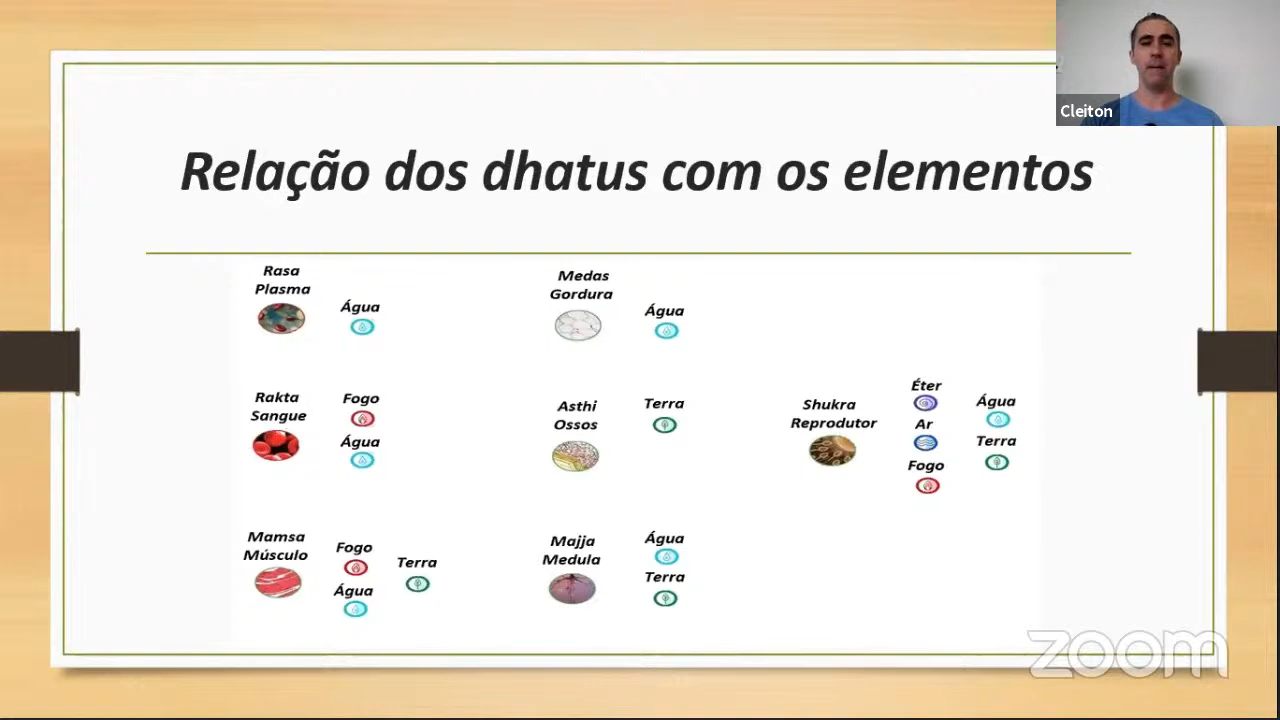 Cleiton
Relação dos dhatus com os elementos
Rasa
Plasma
Água
Medas
Gordura
Água
Rakta
Sangue
Fogo
Água
Asthi
Ossos
Terra
Shukra
Reprodutor
Éter
Ar
Fogo
Água
Terra
Mamsa
Músculo
Fogo
Água
Terra
Majja
Medula
Água
Terra
zoom